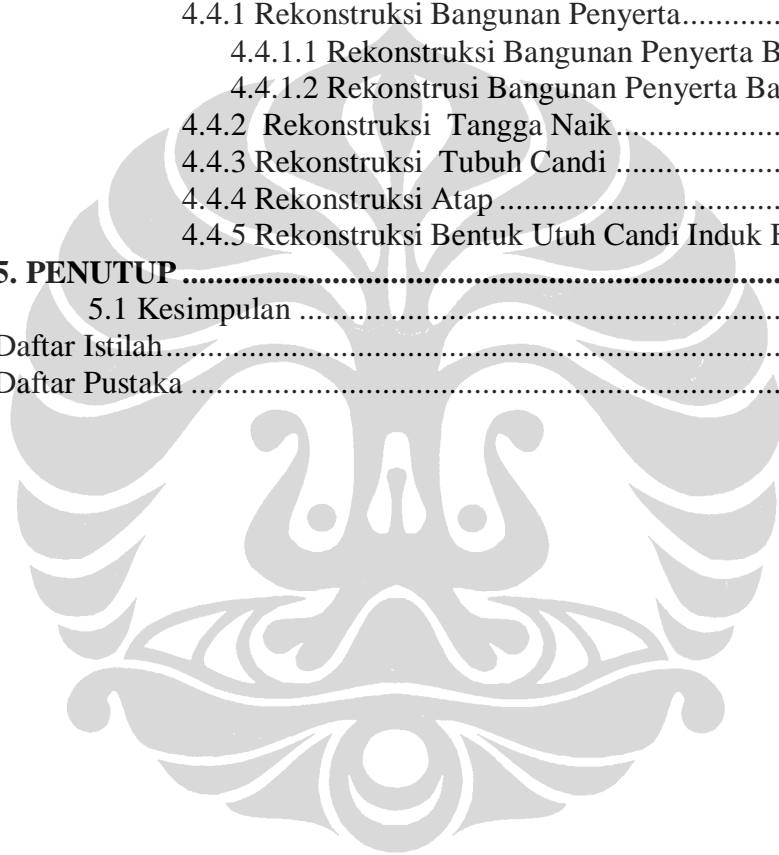 4.4.1 Rekonstruksi Bangunan Penyerta..............
4.4.1.1 Rekonstruksi Bangunan Penyerta B
4.4.1.2 Rekonstrusi Bangunan Penyerta Ba
4.4.2 Rekonstruksi Tangga Naik....................
4.4.3 Rekonstruksi Tubuh Candi ....................
4.4.4 Rekonstruksi Atap ...................................
4.4.5 Rekonstruksi Bentuk Utuh Candi Induk
5. PENUTUP..............................................................................
5.1 Kesimpulan ..............................................................
Daftar Istilah..................................................................................
Daftar Pustaka ...............................................................................